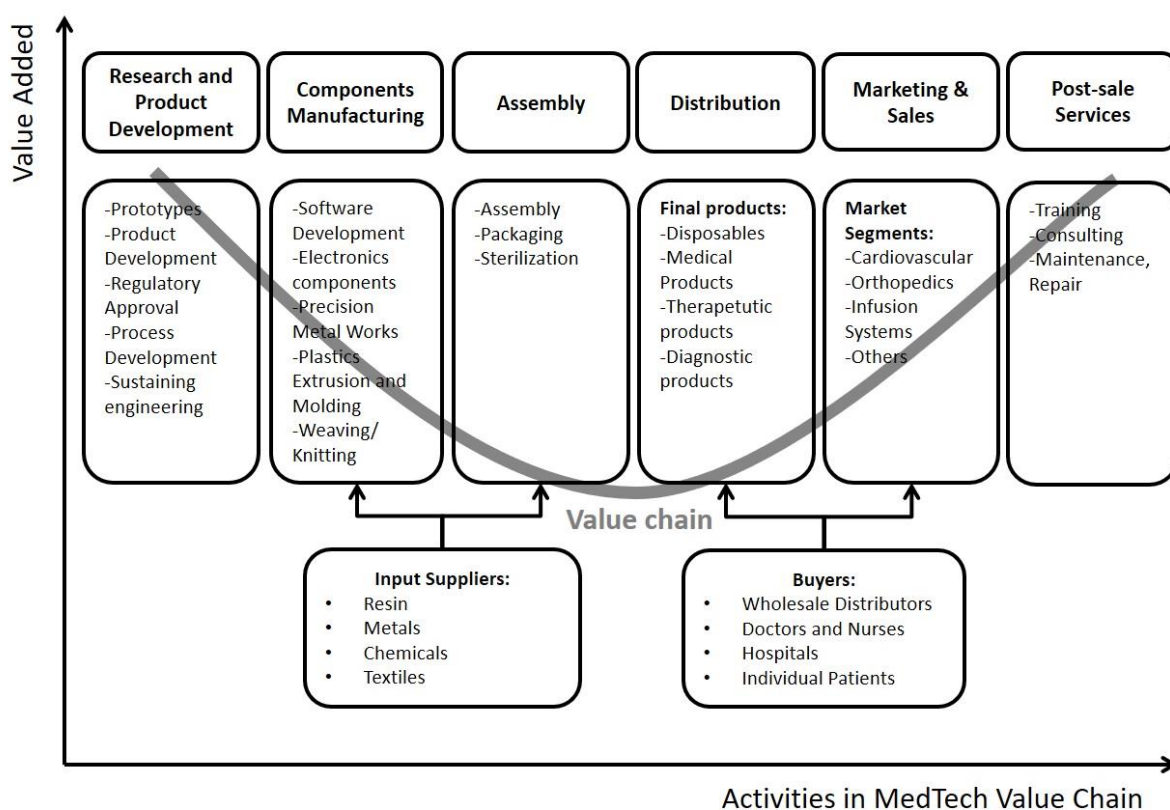 Value Added
Research and
Product
Development
Components
Manufacturing
Assembly
Distribution
Marketing &
Sales
Post-sale
Services
-Prototypes
-Product
Development
-Regulatory
Approval
-Process
Development
-Sustaining
engineering
-Software
Development
-Electronics
components
-Precision
Metal Works
-Plastics
Extrusion and
Molding
-Weaving/
Knitting
-Assembly
-Packaging
-Sterilization
Final products:
-Disposables
-Medical
Products
-Therapetutic
products
-Diagnostic
products
Market
Segments:
-Cardiovascular
-Orthopedics
-Infusion
Systems
-Others
-Training
-Consulting
-Maintenance,
Repair
Value chain
Input Suppliers:
• Resin
• Metals
• Chemicals
• Textiles
Buyers:
• Wholesale Distributors
• Doctors and Nurses
• Hospitals
• Individual Patients
Activities in MedTech Value Chain